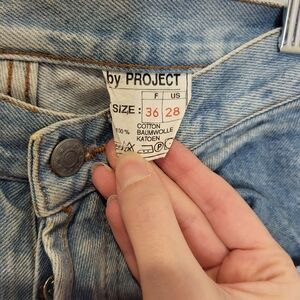 by PROJECT
F US
SIZE: 36 28
100% COTTON
BAUMWOLLE
KATOEN